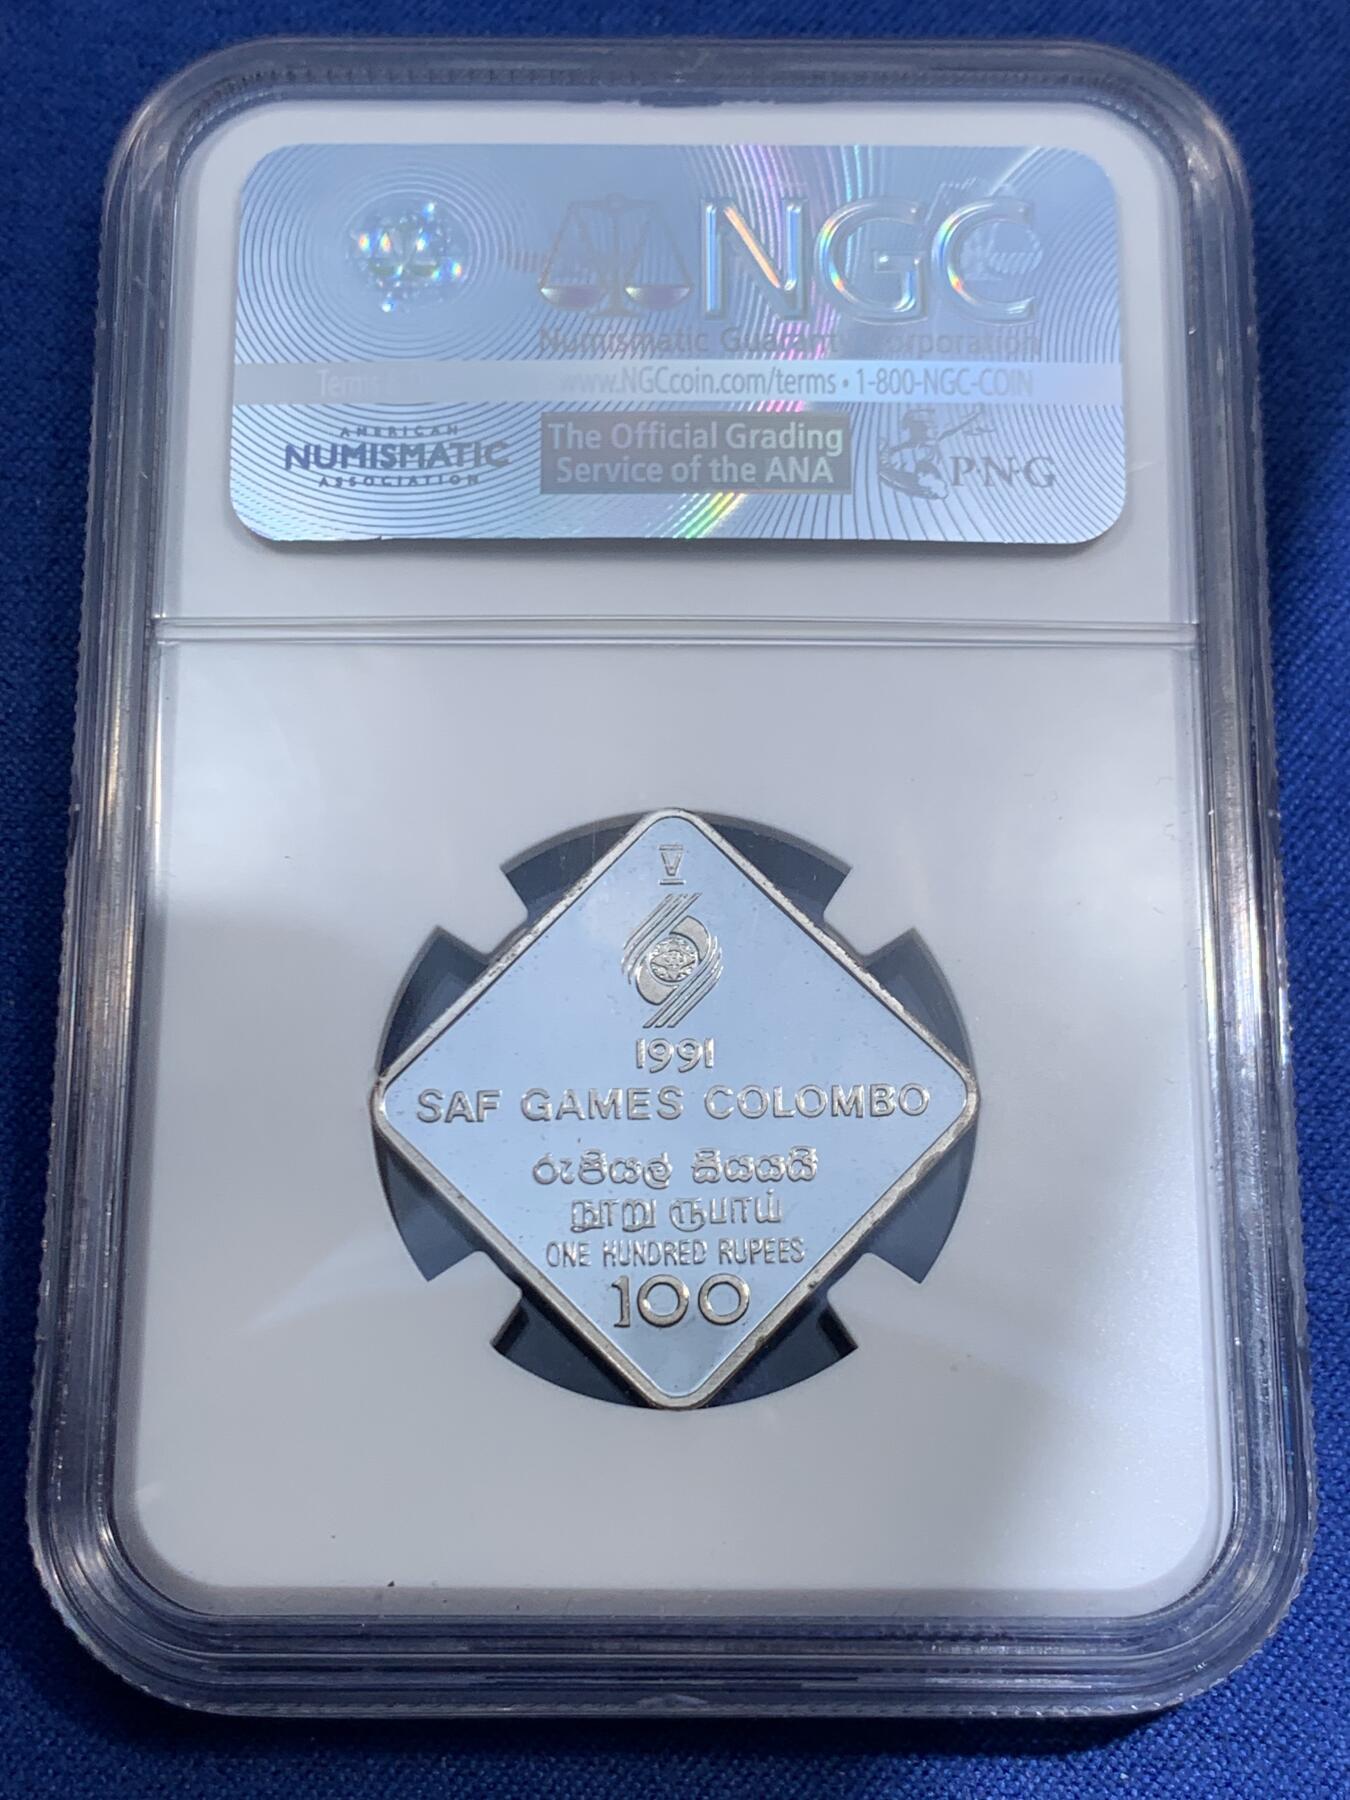 NGC
Numismatic Guaranty Corporation
www.NGCcoin.com/terms • 1-800-NGC-COIN
AMERICAN
NUMISMATIC
ASSOCIATION
The Official Grading
Service of the ANA
PNG
V
1991
SAF GAMES COLOMBO
රුපියල් සියයයි
நூறு ரூபாய்
ONE HUNDRED RUPEES
100